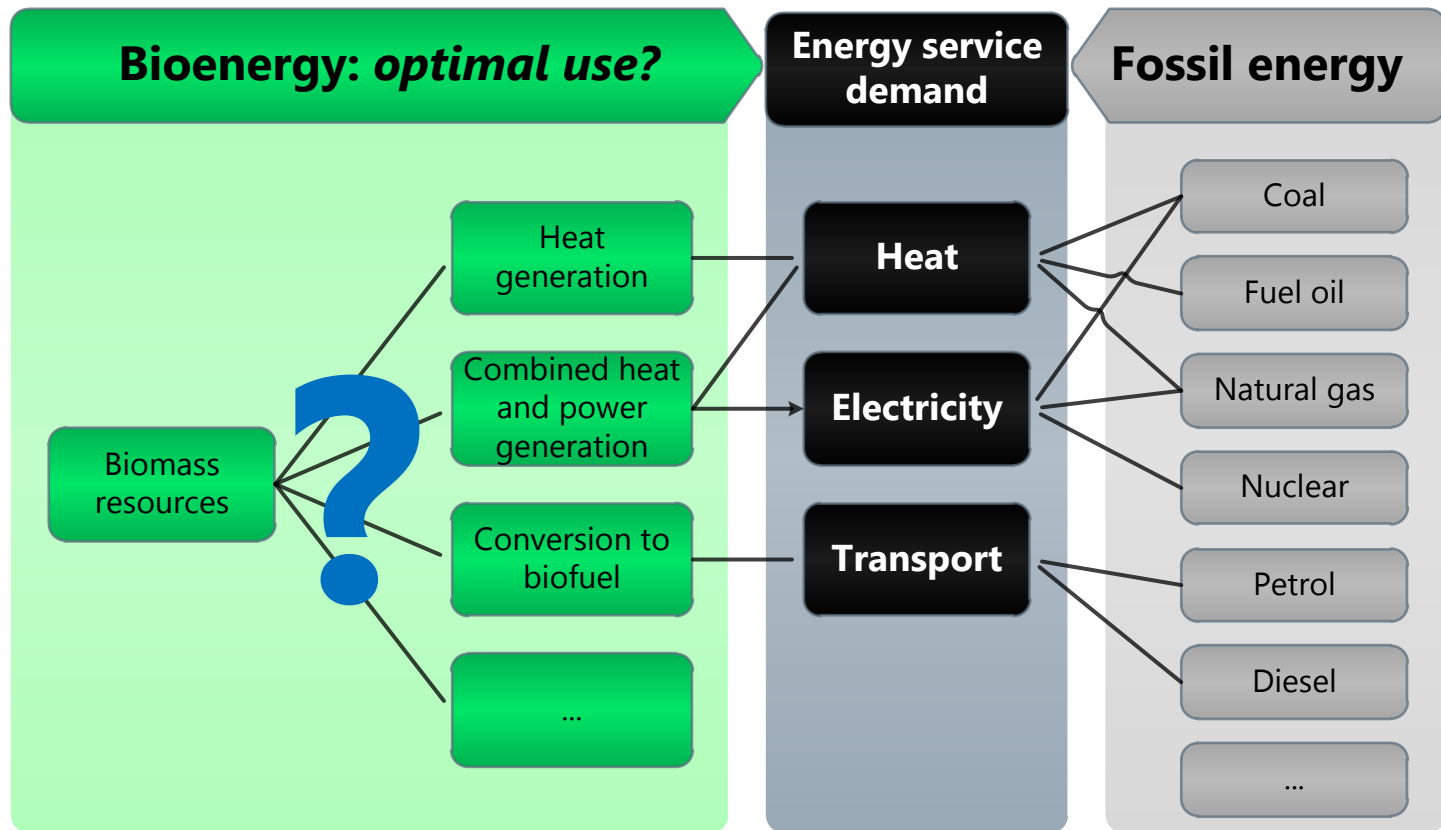 Bioenergy: optimal use?
Energy service
demand
Fossil energy
Biomass
resources
?
Heat
generation
Combined heat
and power
generation
Conversion to
biofuel
...
Heat
Electricity
Transport
Coal
Fuel oil
Natural gas
Nuclear
Petrol
Diesel
...